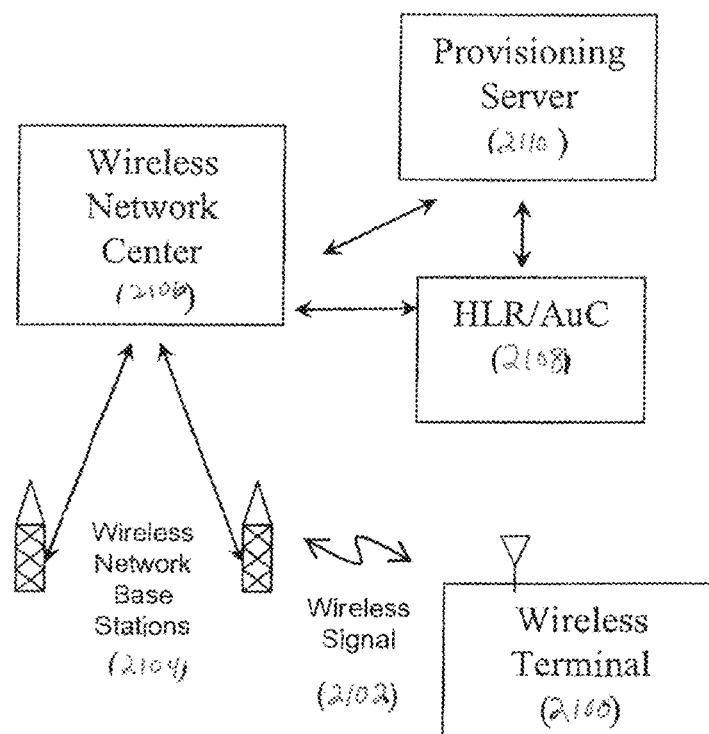 Provisioning
Server
(2110)
Wireless
Network
Center
(2106)
HLR/AuC
(2108)
Wireless
Network
Base
Stations
(2104)
Wireless
Signal
(2102)
Wireless
Terminal
(2100)